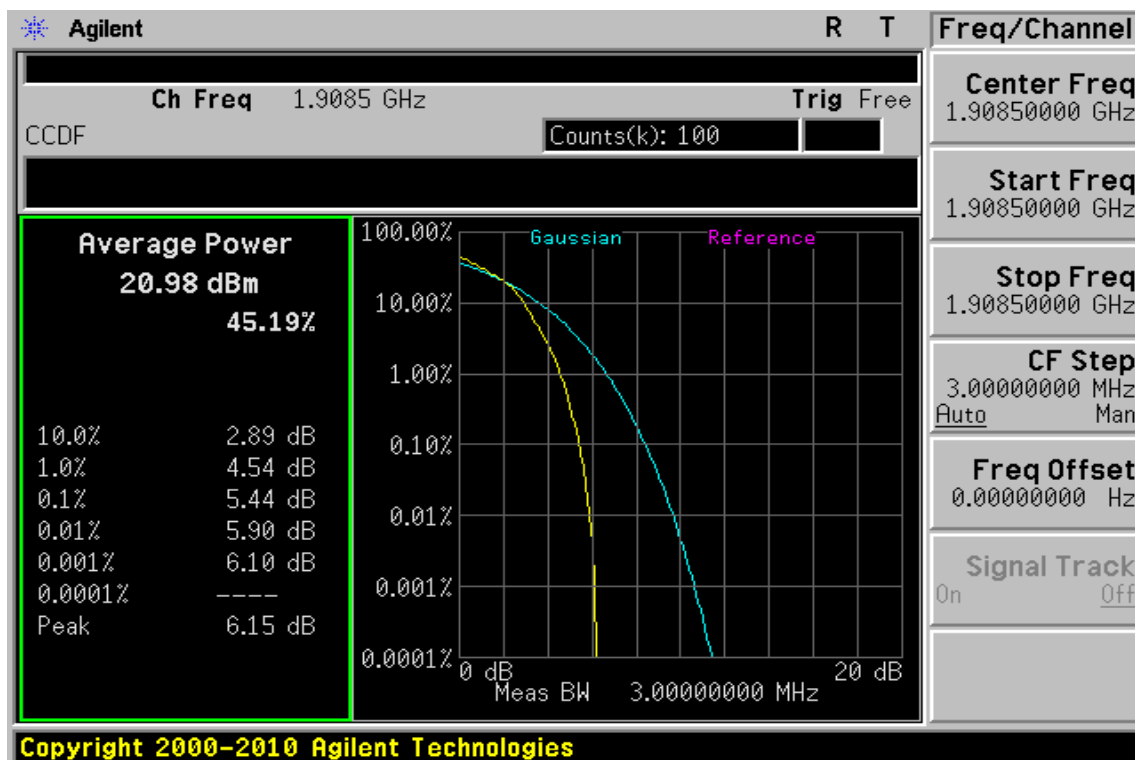 Agilent R T
Freq/Channel
Ch Freq 1.9085 GHz Trig Free
CCDF Counts(k): 100
Center Freq
1.90850000 GHz
Start Freq
1.90850000 GHz
Stop Freq
1.90850000 GHz
CF Step
3.00000000 MHz
Auto Man
Freq Offset
0.00000000 Hz
Signal Track
On Off
Average Power
20.98 dBm
45.19%
10.0% 2.89 dB
1.0% 4.54 dB
0.1% 5.44 dB
0.01% 5.90 dB
0.001% 6.10 dB
0.0001% ----
Peak 6.15 dB
Gaussian Reference
100.00%
10.00%
1.00%
0.10%
0.01%
0.001%
0.0001%
0 dB 20 dB
Meas BW 3.00000000 MHz
Copyright 2000-2010 Agilent Technologies